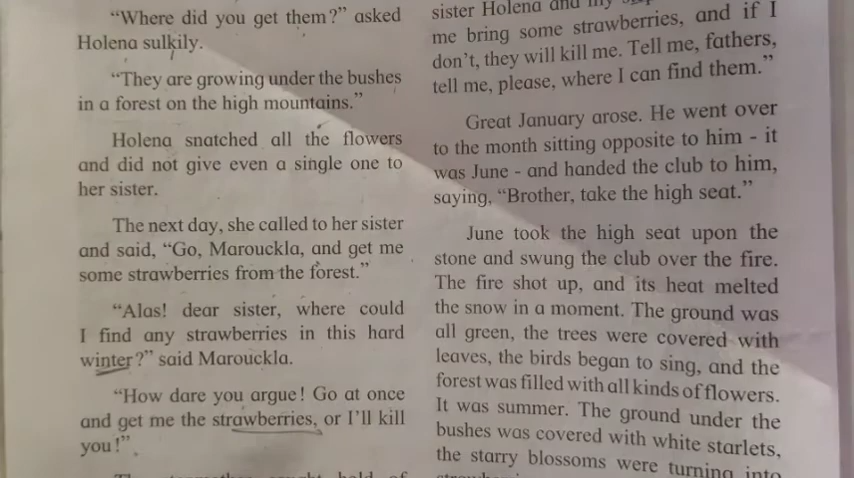 “Where did you get them?” asked
Holena sulkily.
“They are growing under the bushes
in a forest on the high mountains.”
Holena snatched all the flowers
and did not give even a single one to
her sister.
The next day, she called to her sister
and said, “Go, Marouckla, and get me
some strawberries from the forest.”
“Alas! dear sister, where could
I find any strawberries in this hard
winter?” said Marouckla.
“How dare you argue! Go at once
and get me the strawberries, or I’ll kill
you!”
sister Holena and my
me bring some strawberries, and if I
don’t, they will kill me. Tell me, fathers,
tell me, please, where I can find them.”
Great January arose. He went over
to the month sitting opposite to him - it
was June - and handed the club to him,
saying, “Brother, take the high seat.”
June took the high seat upon the
stone and swung the club over the fire.
The fire shot up, and its heat melted
the snow in a moment. The ground was
all green, the trees were covered with
leaves, the birds began to sing, and the
forest was filled with all kinds of flowers.
It was summer. The ground under the
bushes was covered with white starlets,
the starry blossoms were turning into